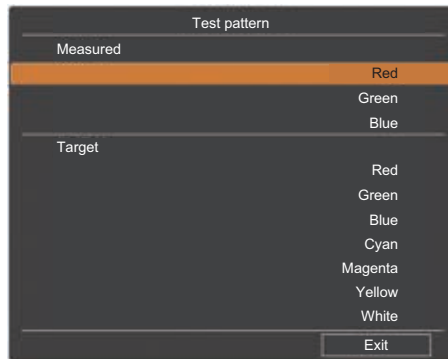 Test pattern
Measured
Red
Green
Blue
Target
Red
Green
Blue
Cyan
Magenta
Yellow
White
Exit